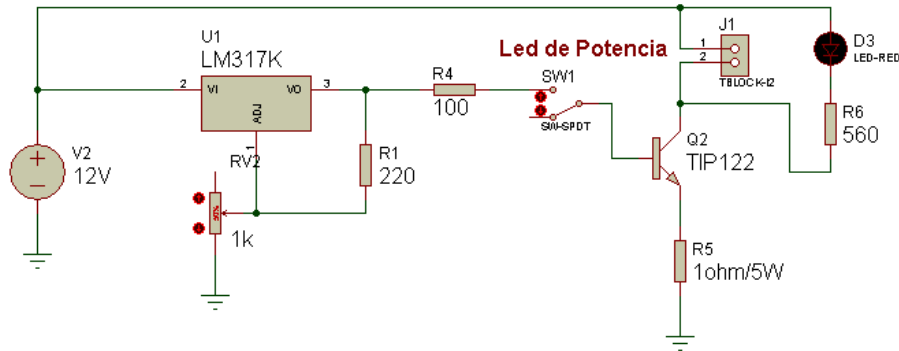 U1
LM317K
2
VI
VO
3
ADJ
1
V2
12V
RV2
50%
1k
R1
220
R4
100
Led de Potencia
SW1
SW-SPDT
Q2
TIP122
R5
1ohm/5W
J1
1
2
TBLOCK-I2
D3
LED-RED
R6
560